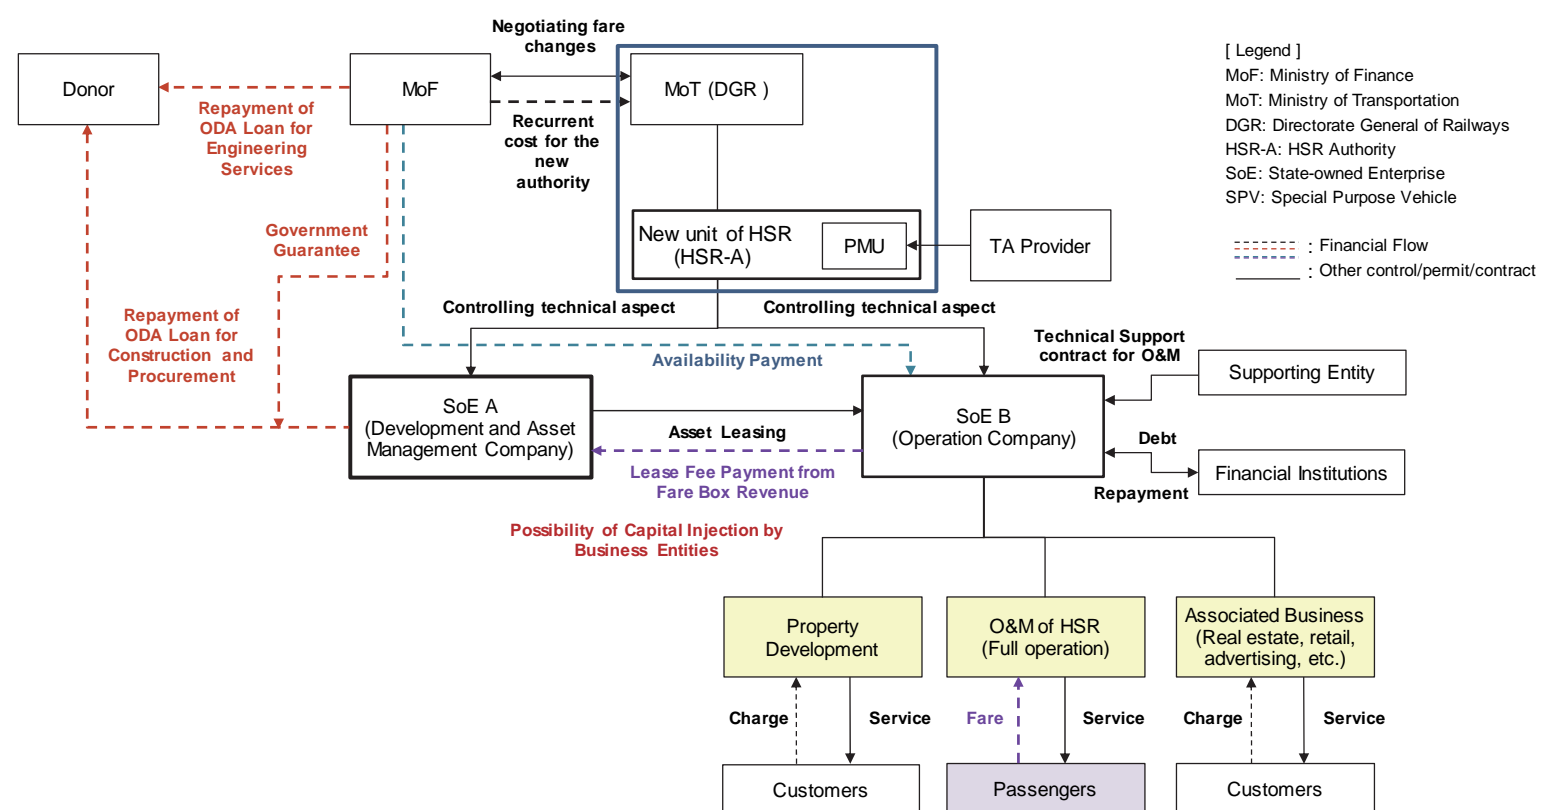 Negotiating fare
changes
[ Legend ]
MoF: Ministry of Finance
MoT: Ministry of Transportation
DGR: Directorate General of Railways
HSR-A: HSR Authority
SoE: State-owned Enterprise
SPV: Special Purpose Vehicle
: Financial Flow
: Other control/permit/contract
Donor
MoF
MoT (DGR )
Repayment of
ODA Loan for
Engineering
Services
Recurrent
cost for the
new
authority
Government
Guarantee
New unit of HSR
(HSR-A)
PMU
TA Provider
Controlling technical aspect
Controlling technical aspect
Repayment of
ODA Loan for
Construction and
Procurement
Availability Payment
Technical Support
contract for O&M
Supporting Entity
SoE A
(Development and Asset
Management Company)
SoE B
(Operation Company)
Asset Leasing
Lease Fee Payment from
Fare Box Revenue
Debt
Repayment
Financial Institutions
Possibility of Capital Injection by
Business Entities
Property
Development
O&M of HSR
(Full operation)
Associated Business
(Real estate, retail,
advertising, etc.)
Charge
Service
Fare
Service
Charge
Service
Customers
Passengers
Customers